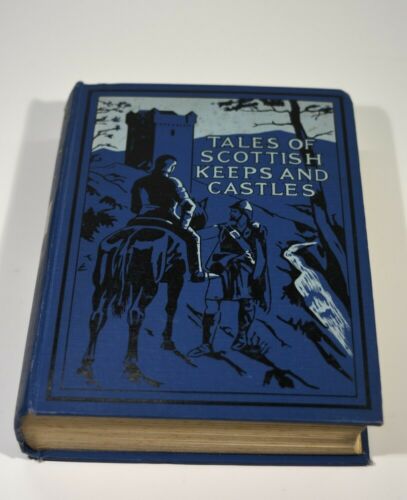 TALES OF
SCOTTISH
KEEPS AND
CASTLES